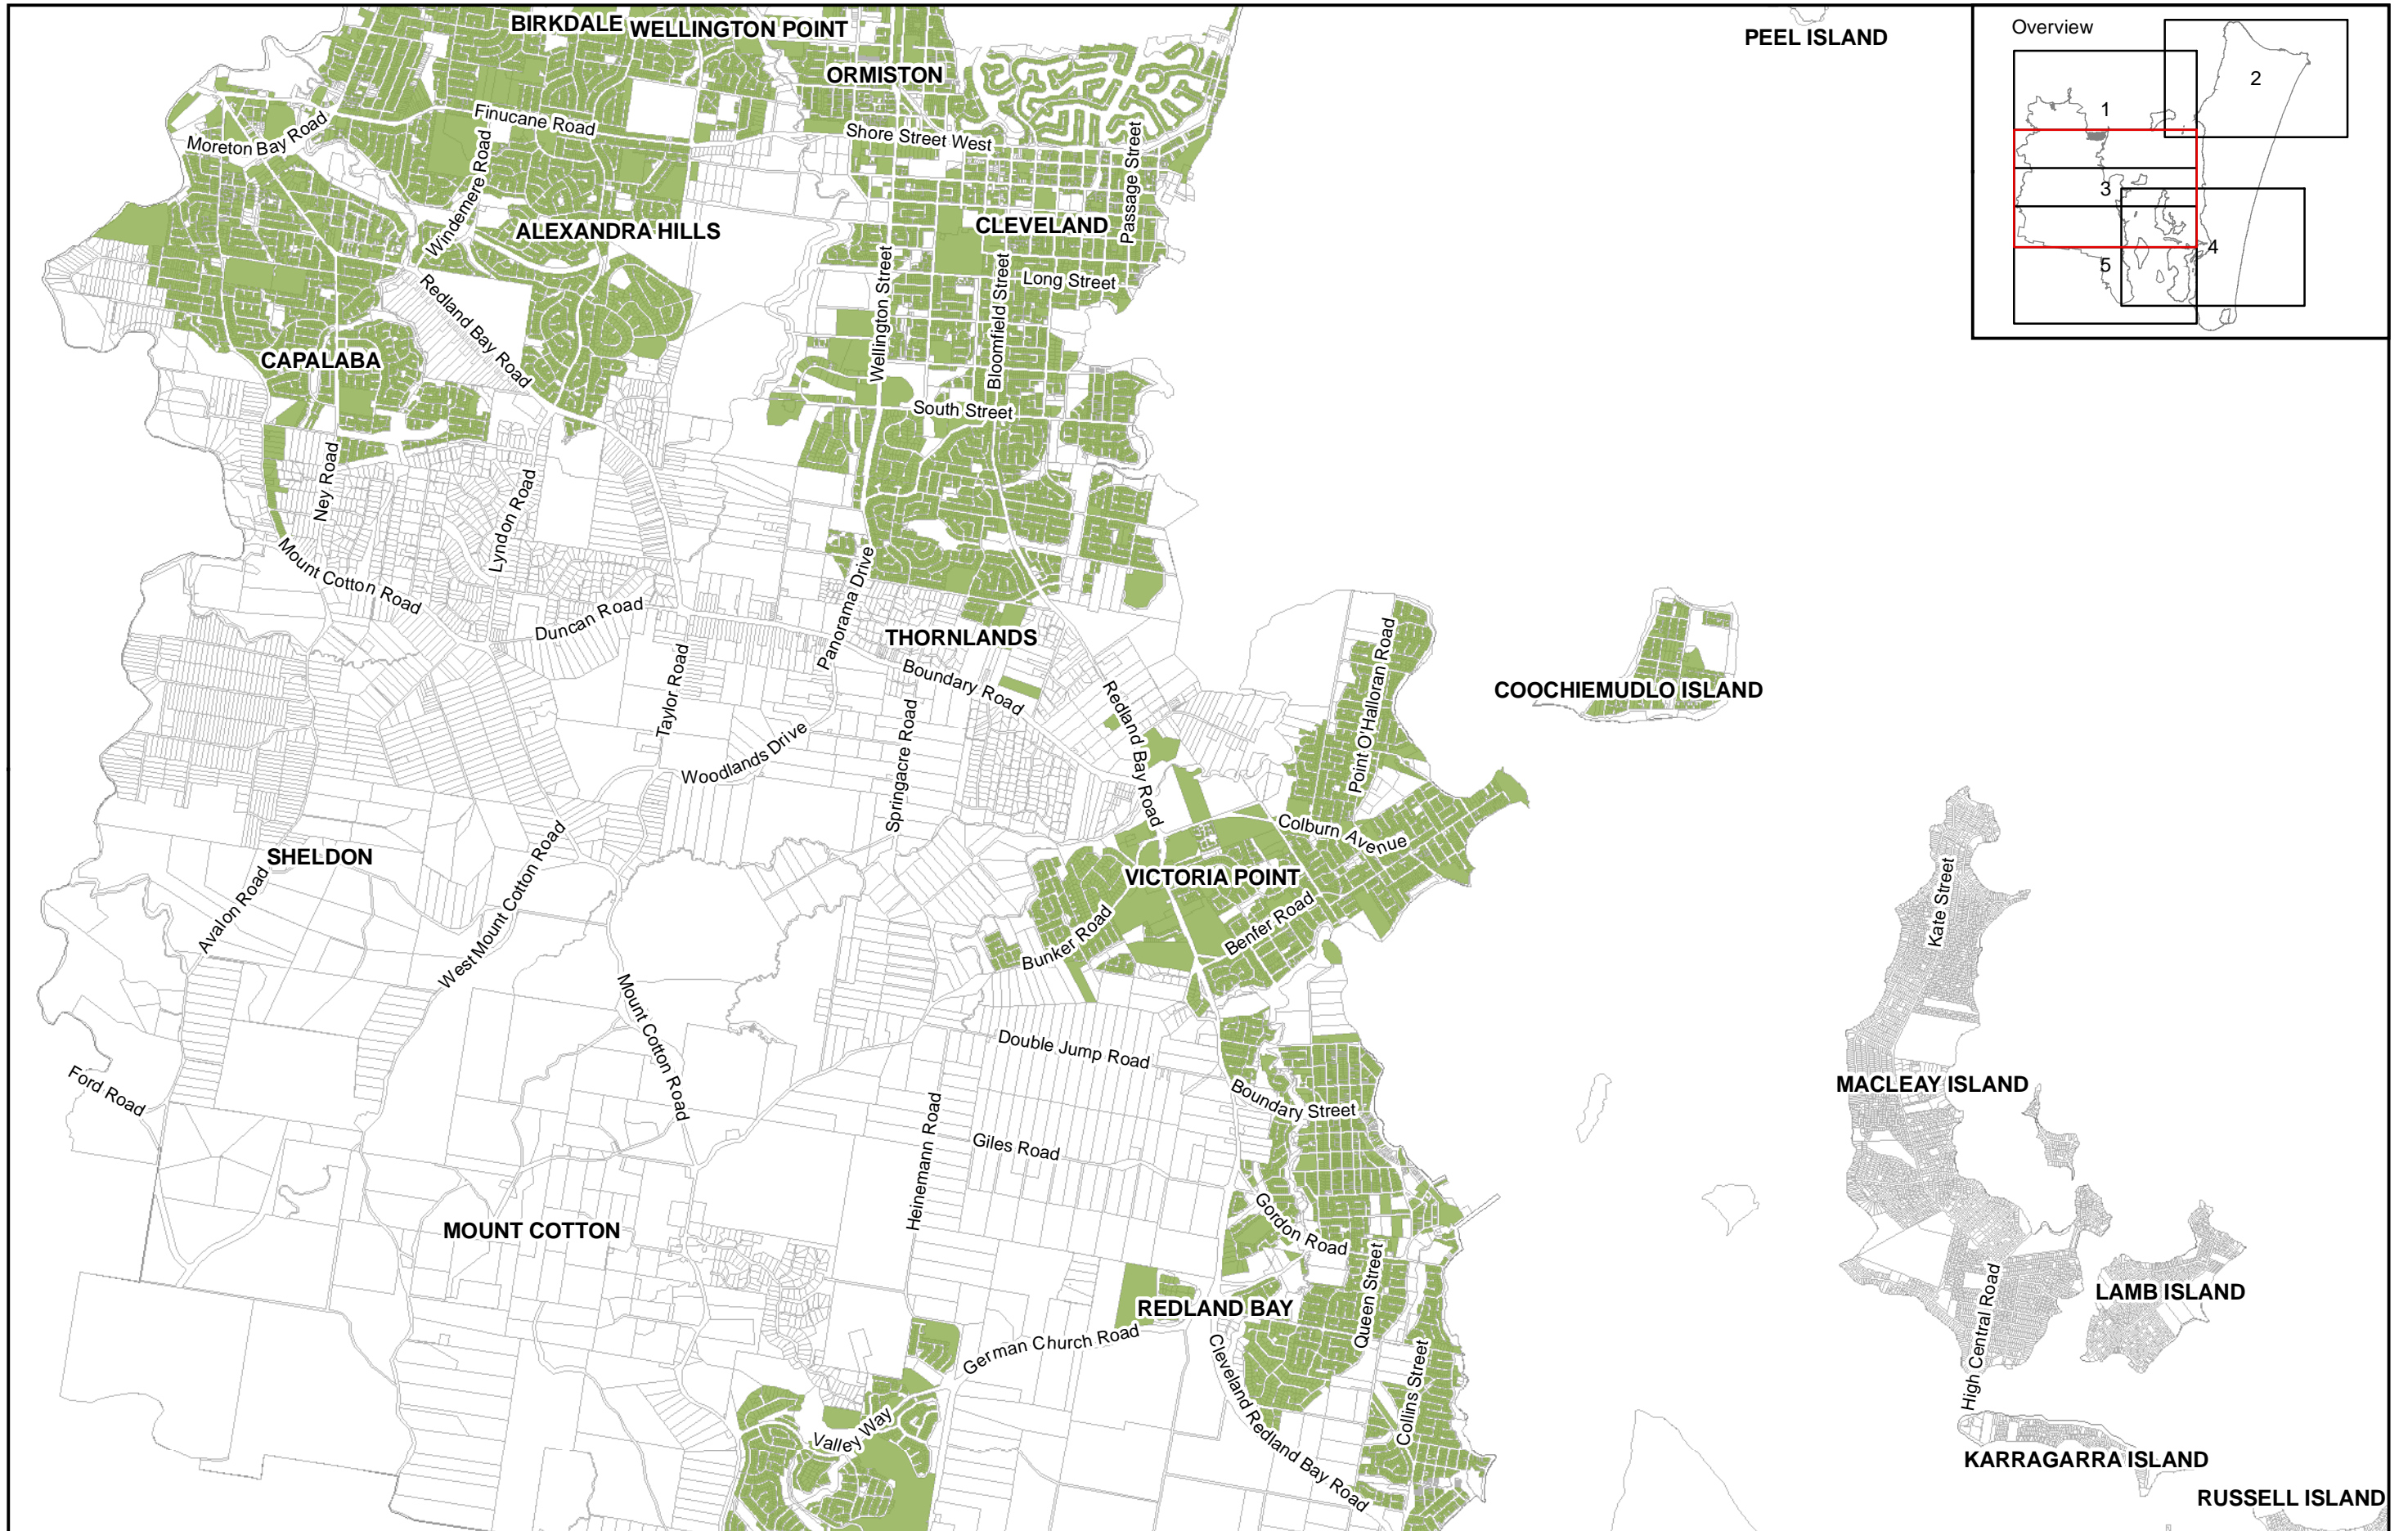 BIRKDALE
WELLINGTON POINT
PEEL ISLAND
Overview
ORMISTON
2
1
Finucane Road
Moreton Bay Road
Shore Street West
Passage Street
Windemere Road
3
ALEXANDRA HILLS
CLEVELAND
4
5
Long Street
Wellington Street
Bloomfield Street
Redland Bay Road
CAPALABA
South Street
Ney Road
Lyndon Road
Mount Cotton Road
Duncan Road
Panorama Drive
THORNLANDS
Boundary Road
Taylor Road
Point O'Halloran Road
COOCHIEMUDLO ISLAND
Redland Bay Road
Woodlands Drive
Springacre Road
Colburn Avenue
SHELDON
West Mount Cotton Road
VICTORIA POINT
Avalon Road
Kate Street
Bunker Road
Benfer Road
Mount Cotton Road
Double Jump Road
Ford Road
Boundary Street
MACLEAY ISLAND
Heinemann Road
Giles Road
MOUNT COTTON
Gordon Road
Queen Street
LAMB ISLAND
High Central Road
REDLAND BAY
German Church Road
Cleveland Redland Bay Road
Collins Street
Valley Way
KARRAGARRA ISLAND
RUSSELL ISLAND